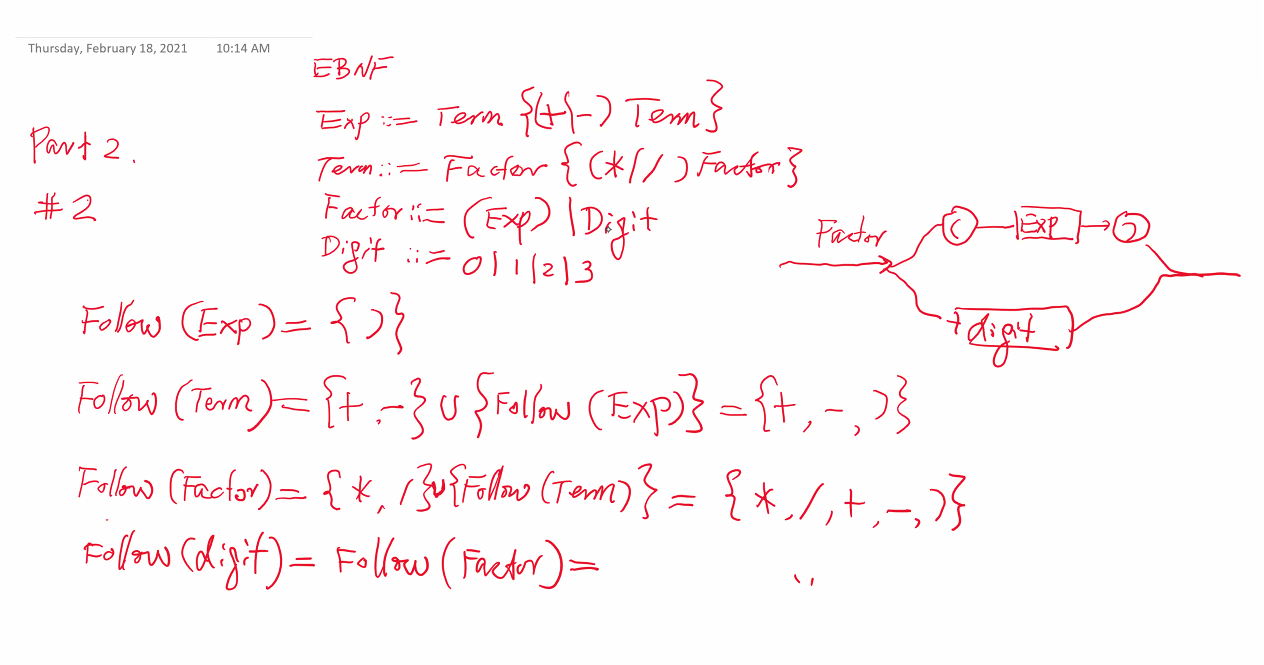 Thursday, February 18, 2021 10:14 AM
EBNF
Exp ::= Term {(+|-) Term}
Part 2.
Term ::= Factor { (*|/) Factor}
#2
Factor ::= (Exp) | Digit
Digit ::= 0|1|2|3
Factor
( Exp )
digit
Follow (Exp) = { ) }
Follow (Term) = {+, -} ∪ {Follow (Exp)} = {+, -, )}
Follow (Factor) = {*, /} ∪ {Follow (Term)} = {*, /, +, -, )}
Follow (digit) = Follow (Factor) = "